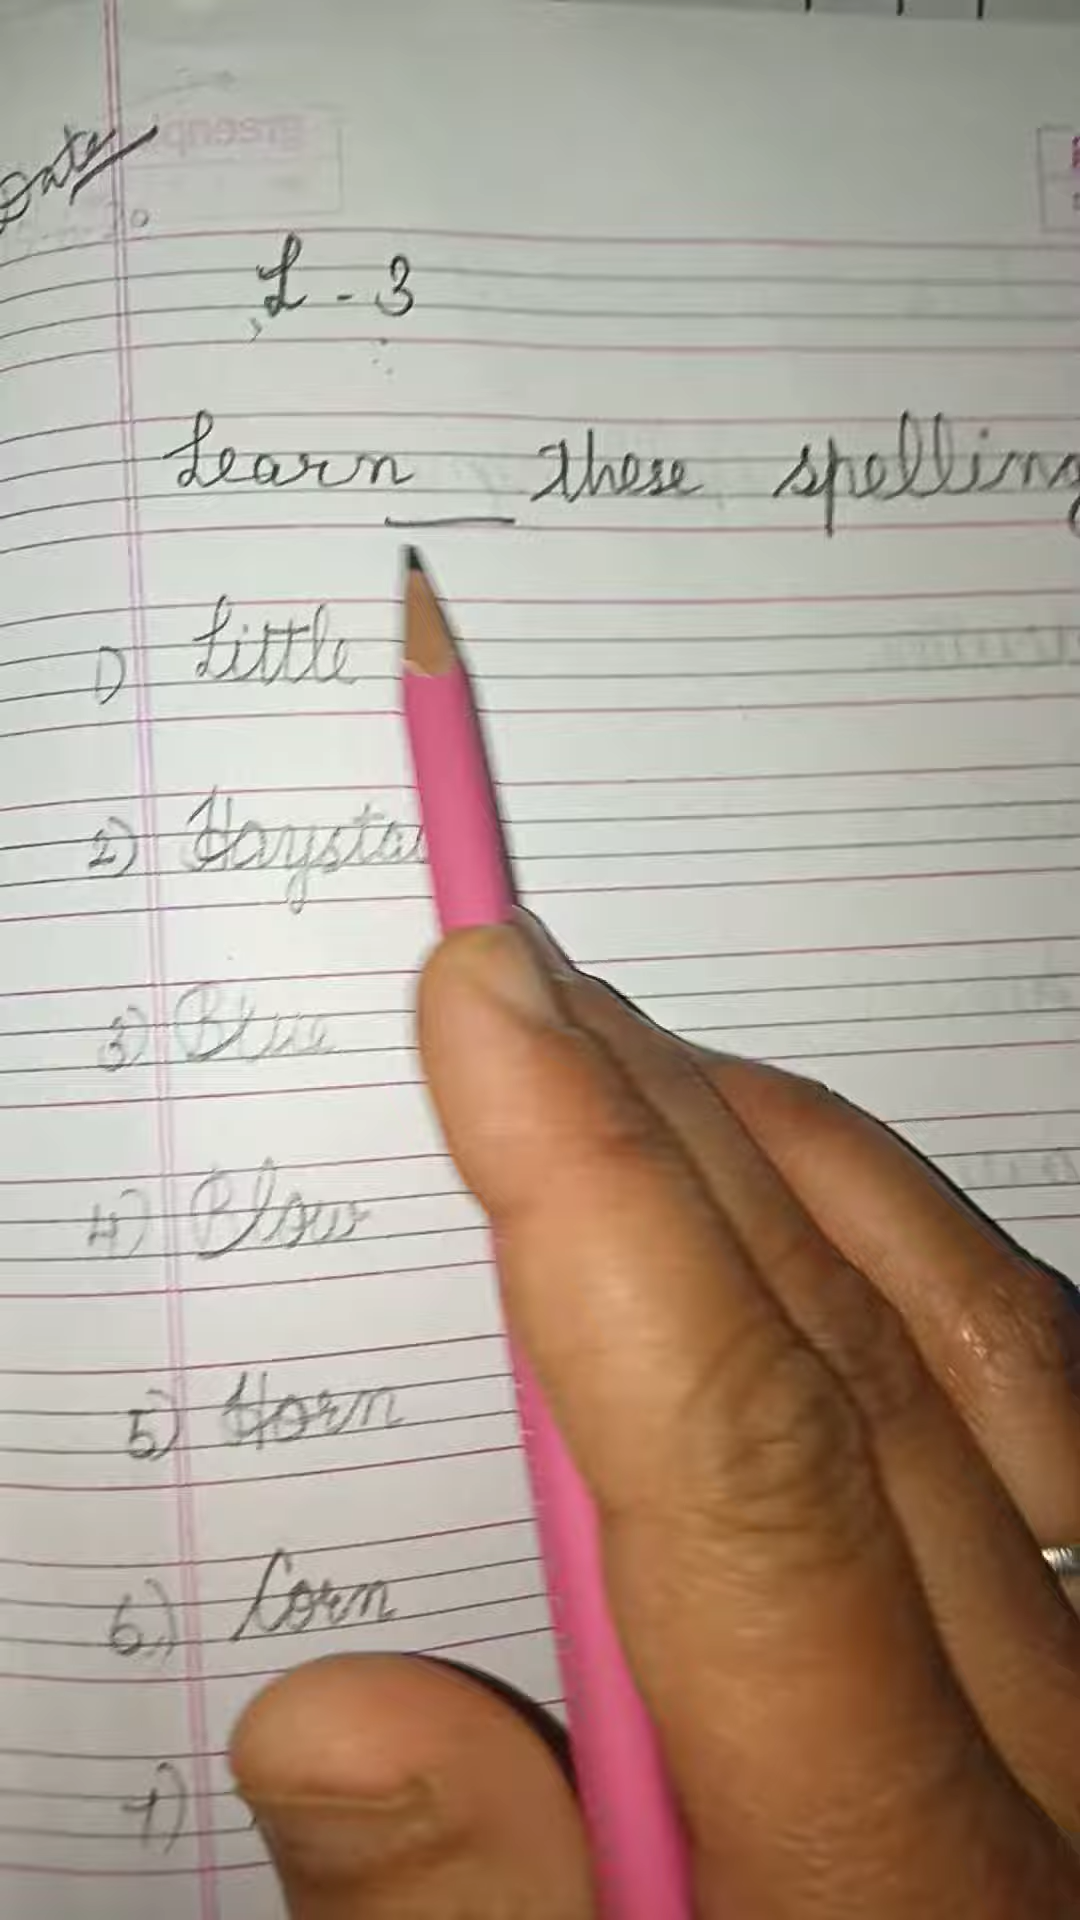 Date
L - 3
Learn these spelling
1) Little
2) Haysta
3) Blue
4) Blow
5) Horn
6) Corn
7)